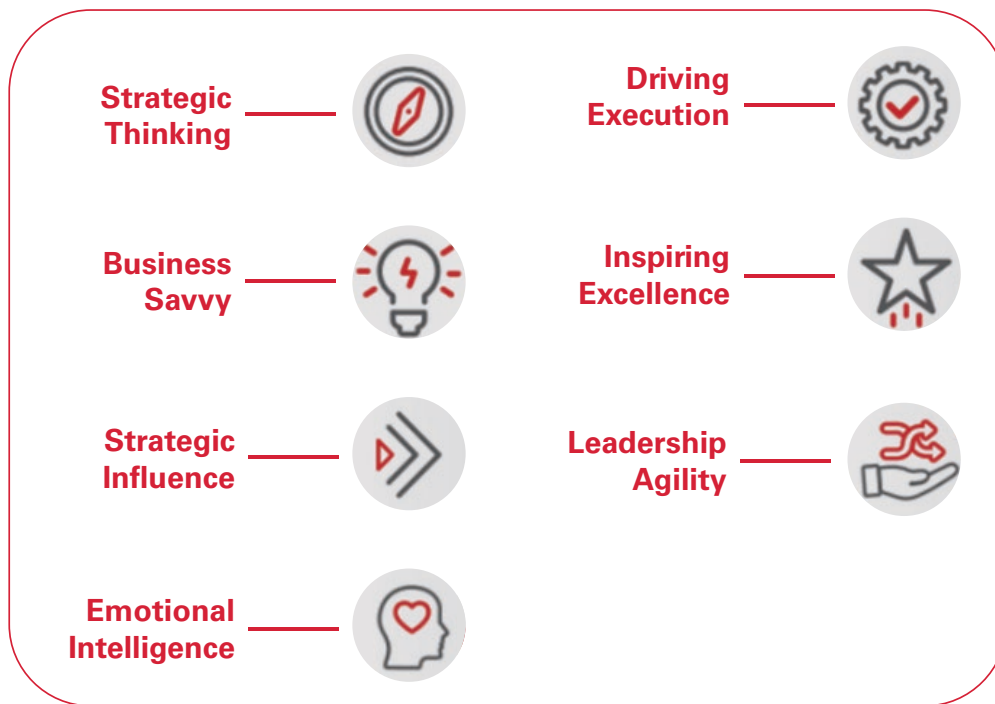 Strategic
Thinking
Business
Savvy
Strategic
Influence
Emotional
Intelligence
Driving
Execution
Inspiring
Excellence
Leadership
Agility